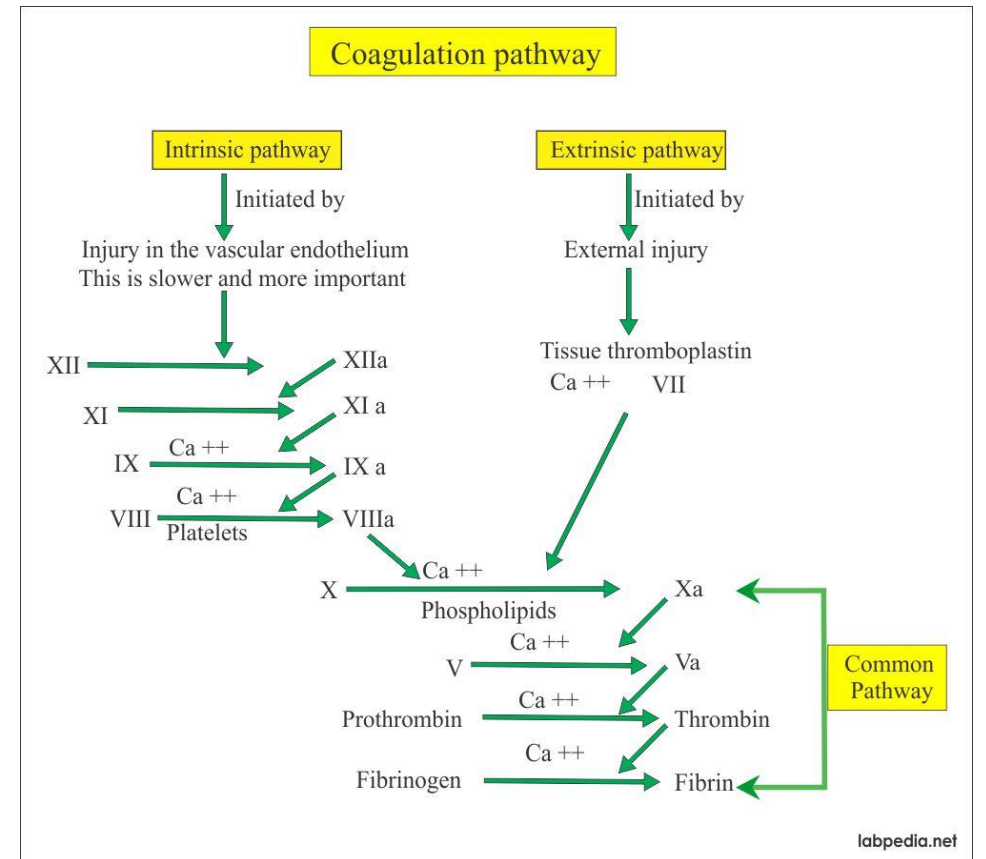 Coagulation pathway
Intrinsic pathway
Extrinsic pathway
Initiated by
Initiated by
Injury in the vascular endothelium
This is slower and more important
External injury
Tissue thromboplastin
Ca ++ VII
XII
XIIa
XI
XI a
Ca ++
IX
IX a
Ca ++
VIII
VIIIa
Platelets
Ca ++
X
Xa
Phospholipids
Ca ++
V
Va
Common
Pathway
Ca ++
Prothrombin
Thrombin
Ca ++
Fibrinogen
Fibrin
labpedia.net